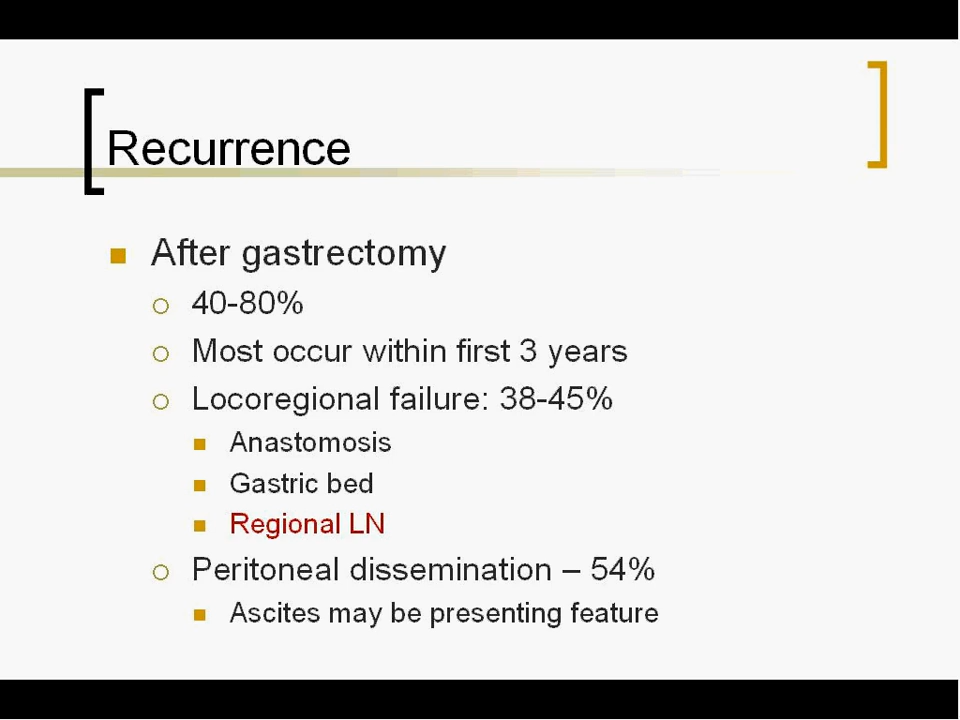 Recurrence
After gastrectomy
40-80%
Most occur within first 3 years
Locoregional failure: 38-45%
Anastomosis
Gastric bed
Regional LN
Peritoneal dissemination – 54%
Ascites may be presenting feature